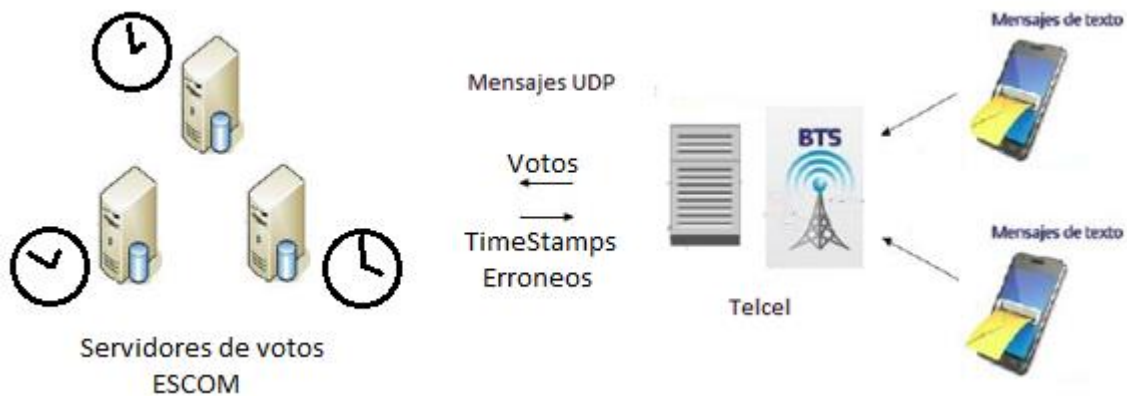 Mensajes de texto
Mensajes UDP
BTS
Votos
TimeStamps
Erroneos
Mensajes de texto
Telcel
Servidores de votos
ESCOM